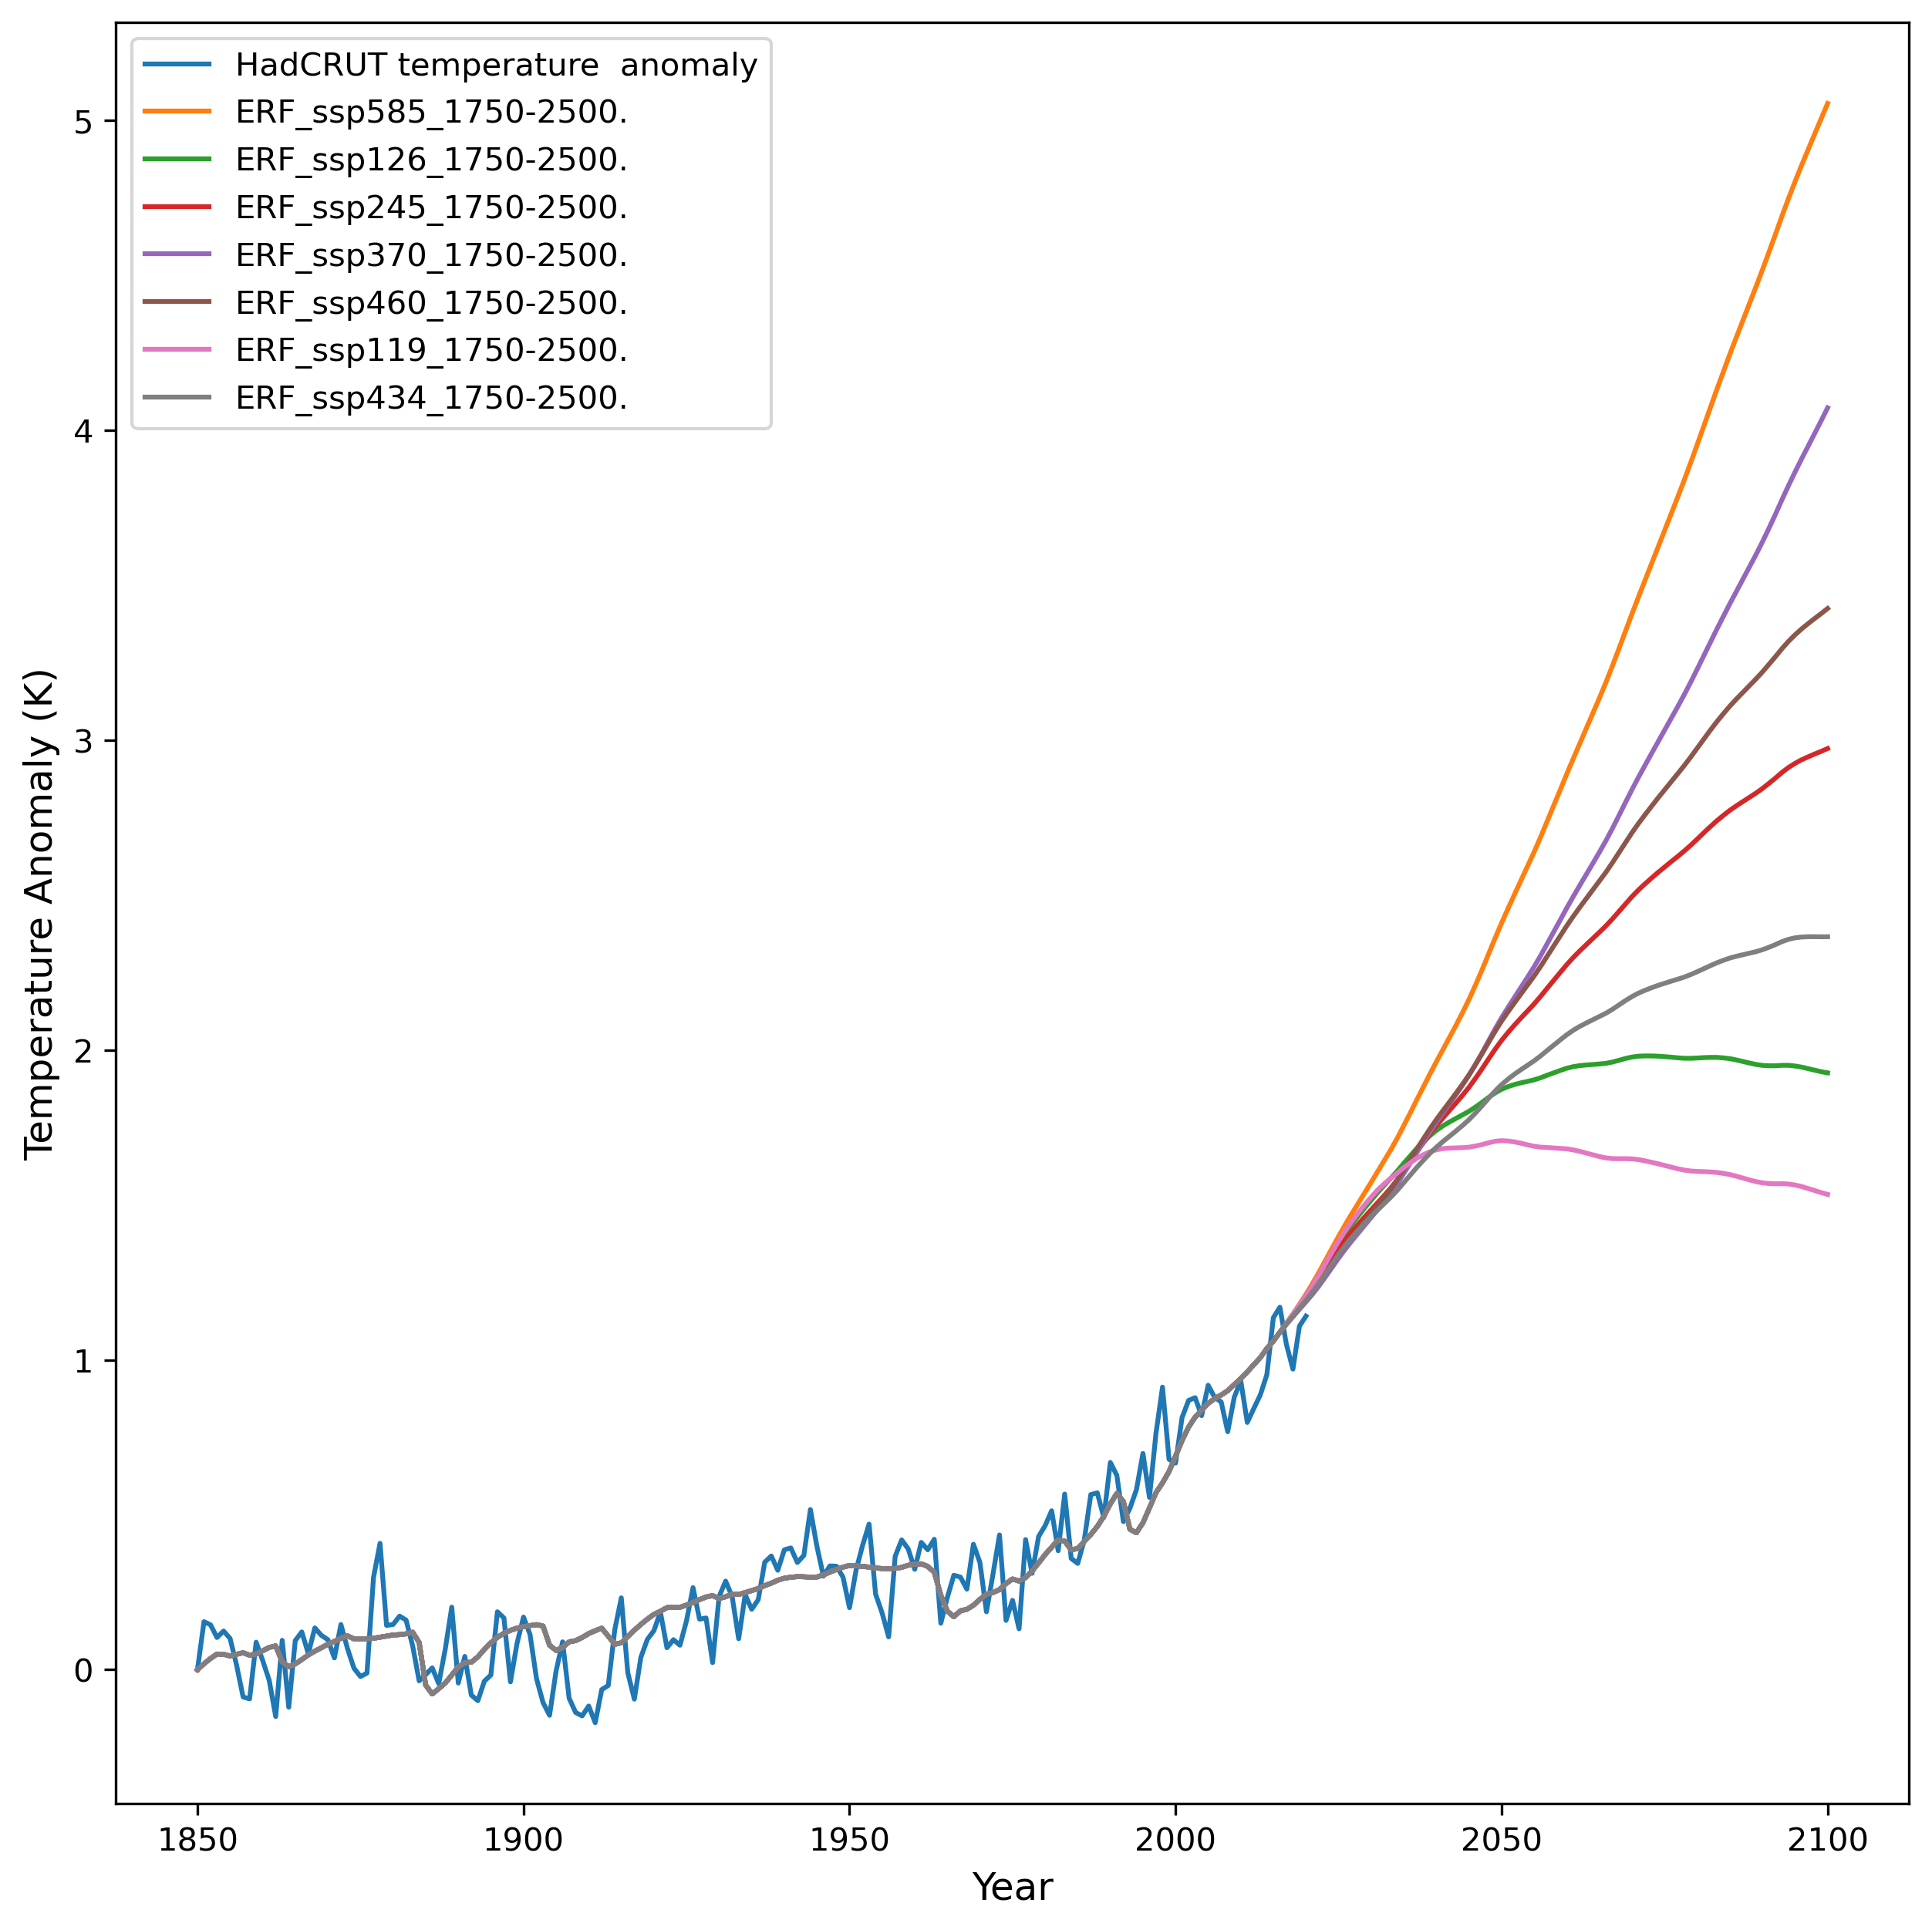 HadCRUT temperature  anomaly
ERF_ssp585_1750-2500.
ERF_ssp126_1750-2500.
ERF_ssp245_1750-2500.
ERF_ssp370_1750-2500.
ERF_ssp460_1750-2500.
ERF_ssp119_1750-2500.
ERF_ssp434_1750-2500.
Temperature Anomaly (K)
5
4
3
2
1
0
1850 1900 1950 2000 2050 2100
Year